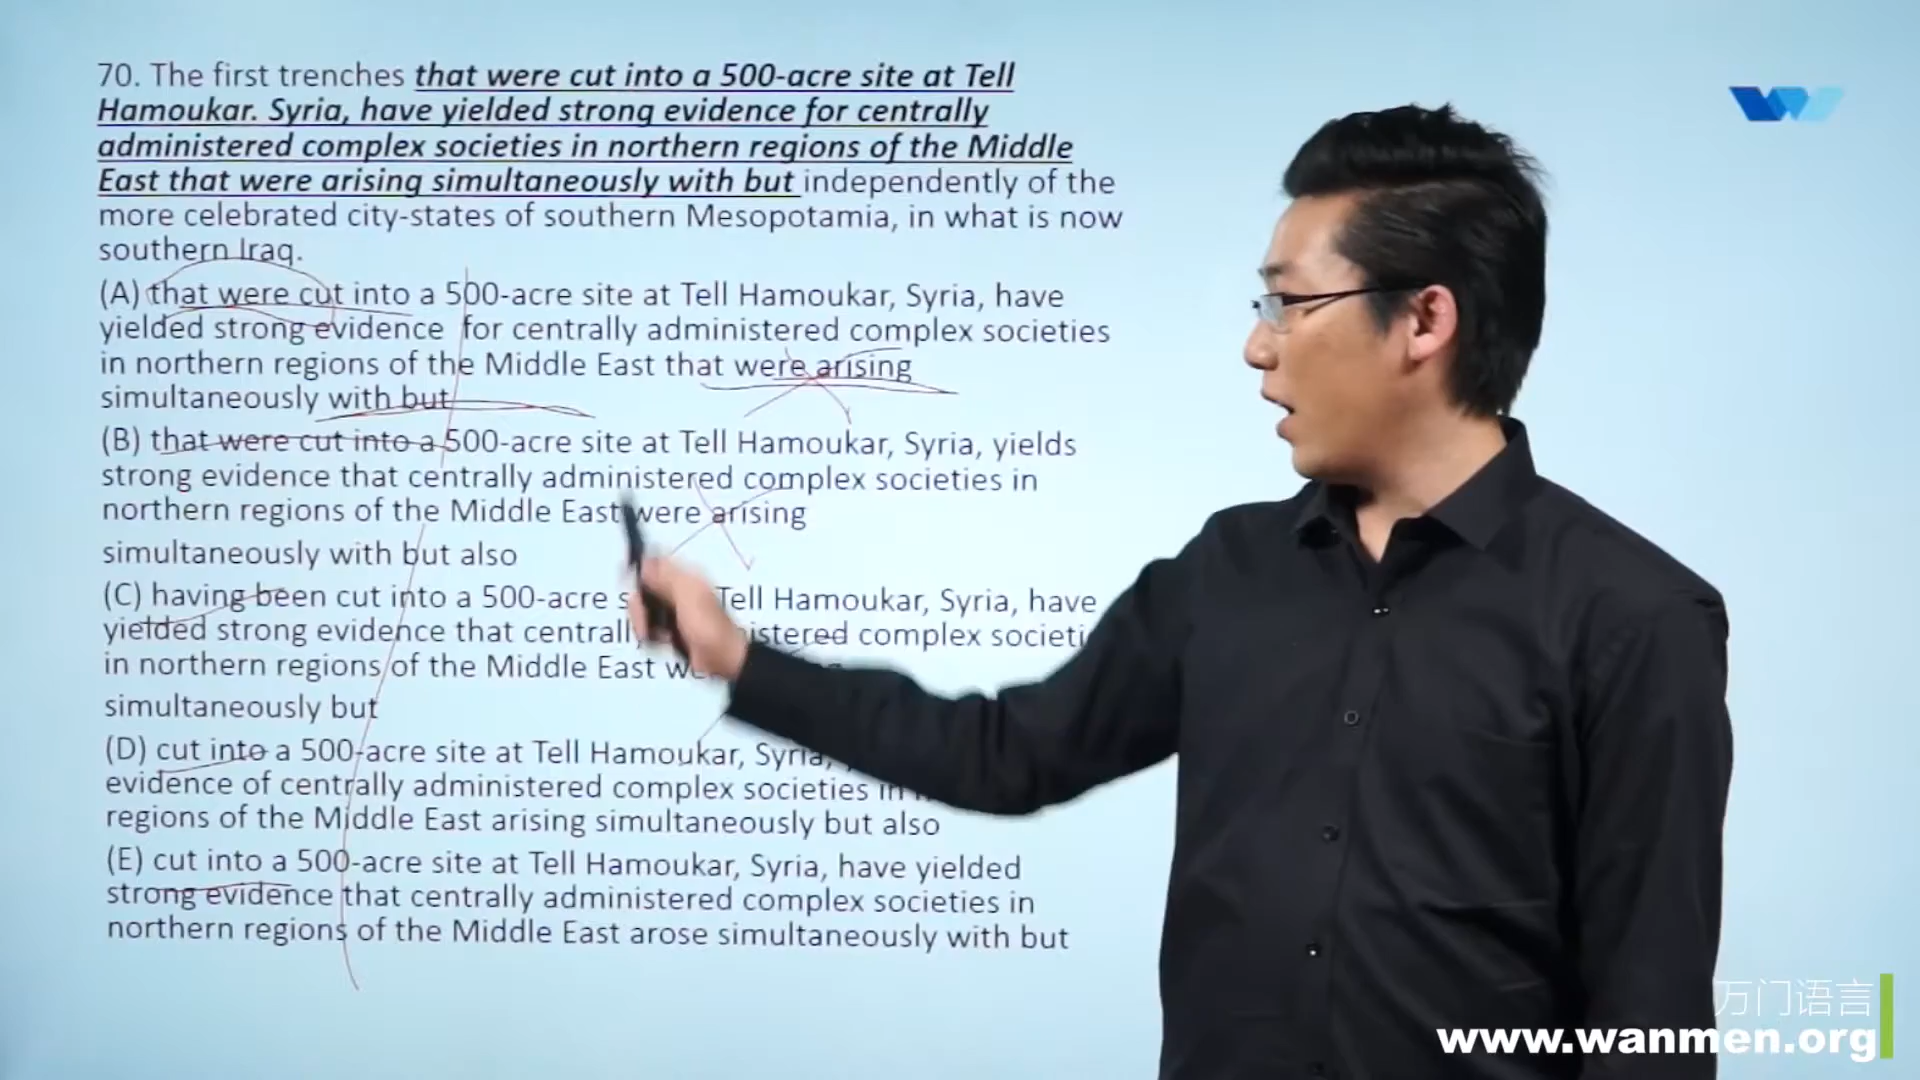 70. The first trenches that were cut into a 500-acre site at Tell
Hamoukar. Syria, have yielded strong evidence for centrally
administered complex societies in northern regions of the Middle
East that were arising simultaneously with but independently of the
more celebrated city-states of southern Mesopotamia, in what is now
southern Iraq.
(A) that were cut into a 500-acre site at Tell Hamoukar, Syria, have
yielded strong evidence for centrally administered complex societies
in northern regions of the Middle East that were arising
simultaneously with but
(B) that were cut into a 500-acre site at Tell Hamoukar, Syria, yields
strong evidence that centrally administered complex societies in
northern regions of the Middle East were arising
simultaneously with but also
(C) having been cut into a 500-acre Tell Hamoukar, Syria, have
yielded strong evidence that complex
in northern regions of the Middle East
simultaneously but
(D) cut into a 500-acre site at Tell Hamoukar, Syria,
evidence of centrally administered complex societies in
regions of the Middle East arising simultaneously but also
(E) cut into a 500-acre site at Tell Hamoukar, Syria, have yielded
strong evidence that centrally administered complex societies in
northern regions of the Middle East arose simultaneously with but
万门语言
www.wanmen.org